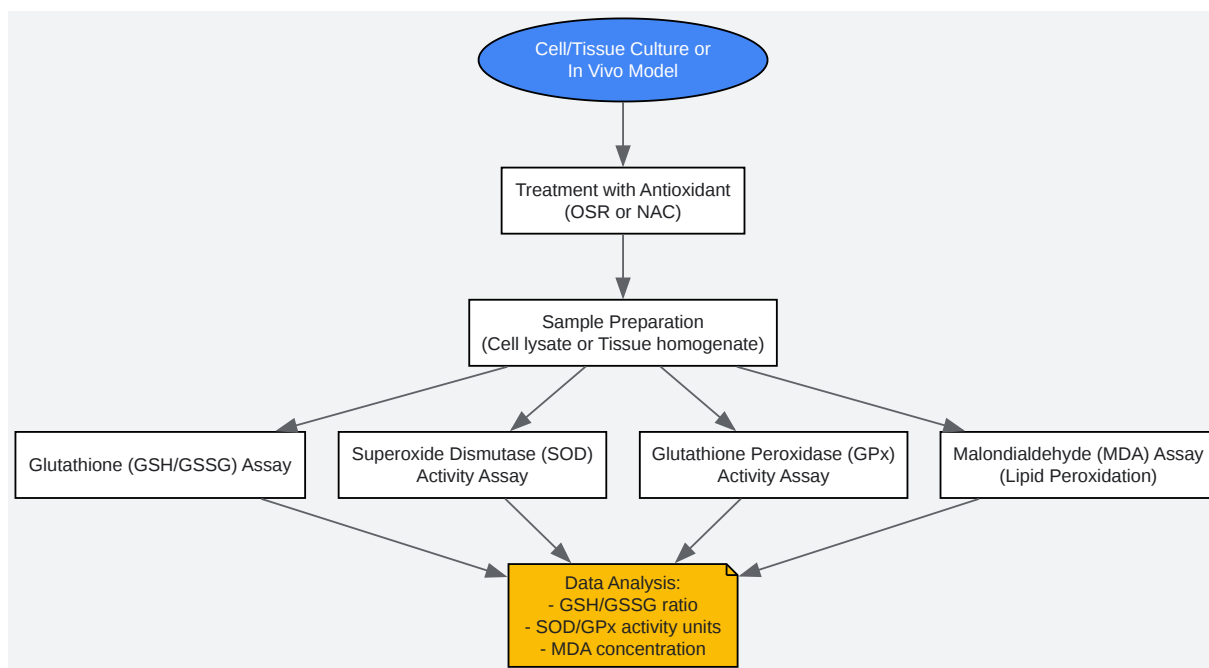 Cell/Tissue Culture or
In Vivo Model
Treatment with Antioxidant
(OSR or NAC)
Sample Preparation
(Cell lysate or Tissue homogenate)
Glutathione (GSH/GSSG) Assay
Superoxide Dismutase (SOD)
Activity Assay
Glutathione Peroxidase (GPx)
Activity Assay
Malondialdehyde (MDA) Assay
(Lipid Peroxidation)
Data Analysis:
- GSH/GSSG ratio
- SOD/GPx activity units
- MDA concentration